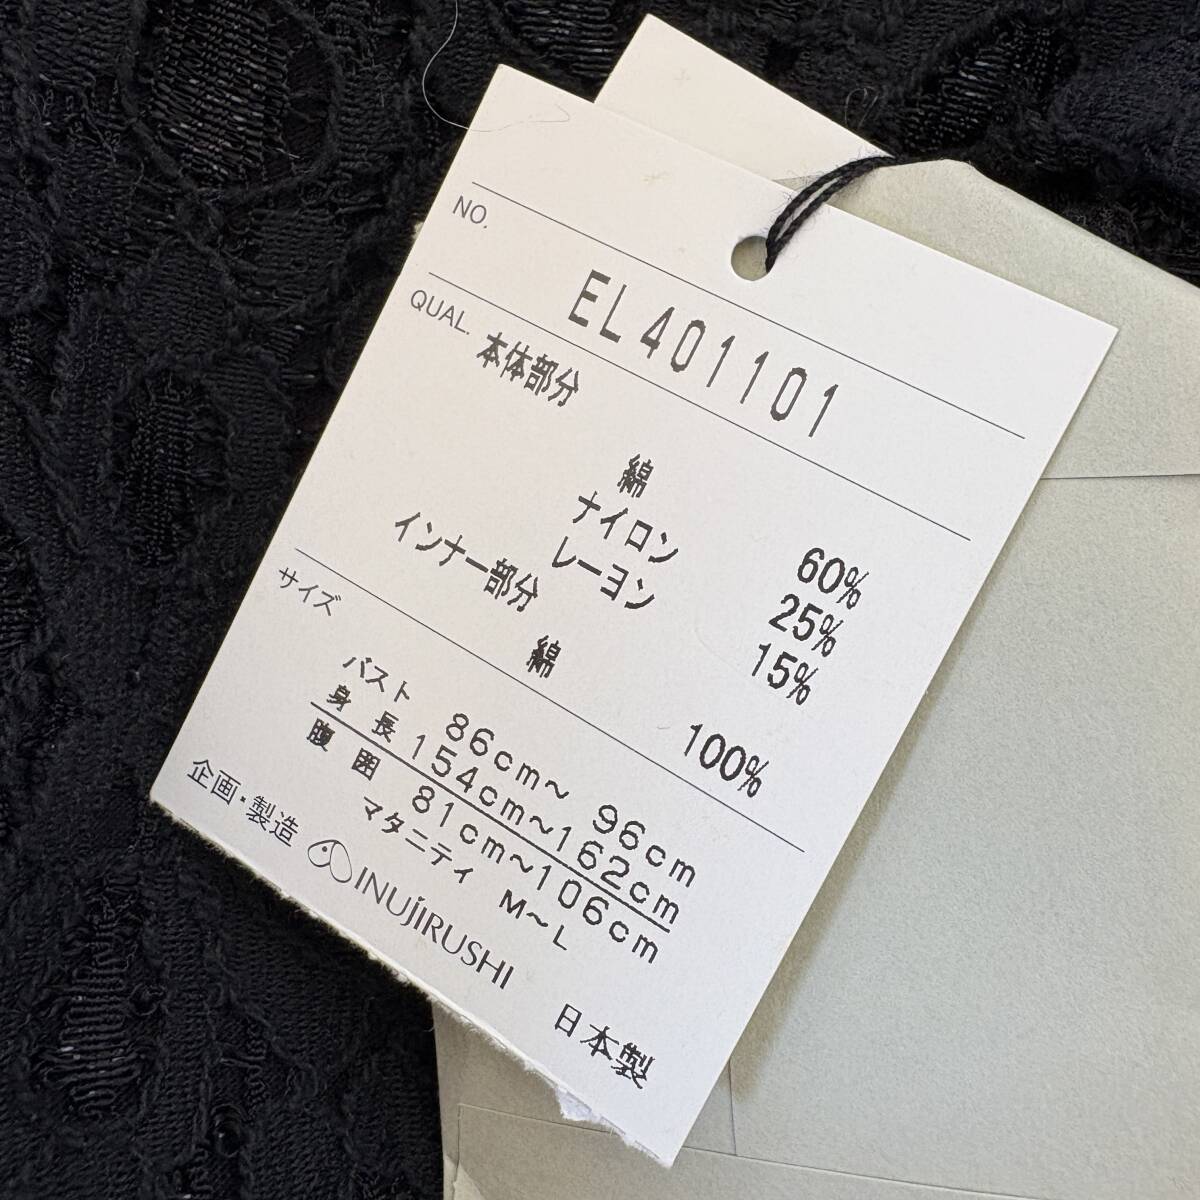 NO.
EL401101
QUAL.
本体部分
綿 60%
ナイロン 25%
レーヨン 15%
インナー部分
綿 100%
サイズ
バスト 86cm～ 96cm
身長 154cm～162cm
腹囲 81cm～106cm
マタニティ M～L
企画・製造 INUJIRUSHI
日本製